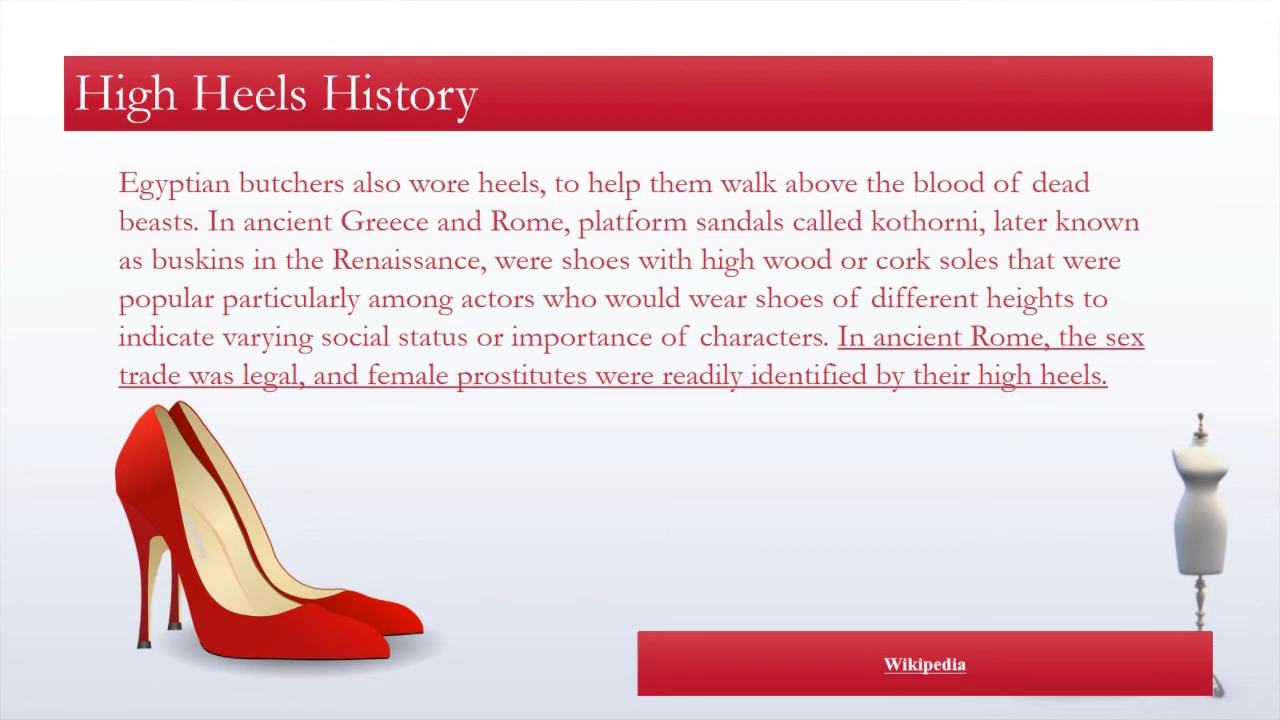 High Heels History
Egyptian butchers also wore heels, to help them walk above the blood of dead
beasts. In ancient Greece and Rome, platform sandals called kothorni, later known
as buskins in the Renaissance, were shoes with high wood or cork soles that were
popular particularly among actors who would wear shoes of different heights to
indicate varying social status or importance of characters. In ancient Rome, the sex
trade was legal, and female prostitutes were readily identified by their high heels.
Wikipedia